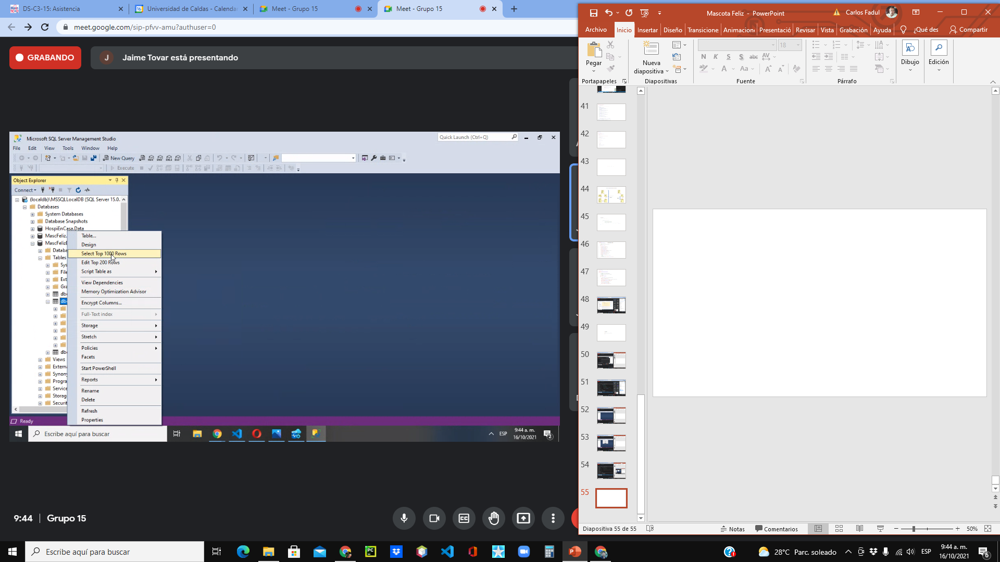 DS-C3-15: Asistencia
Universidad de Caldas - Calendar
Meet - Grupo 15
Meet - Grupo 15
meet.google.com/sip-pfvv-amu?authuser=0
GRABANDO
J
Jaime Tovar está presentando
Microsoft SQL Server Management Studio
Quick Launch (Ctrl+Q)
File Edit View Tools Window Help
New Query
Execute
Object Explorer
Connect
(localdb)\MSSQLLocalDB (SQL Server 15.0.
Databases
System Databases
Database Snapshots
HospiEnCasa.Data
MascFeliz.
MascFelizD
Databa
Tables
Sys
File
Ext
Gra
dbo
dbo
dbo
Views
Externa
Synony
Progra
Service
Storag
Securit
Table...
Design
Select Top 1000 Rows
Edit Top 200 Rows
Script Table as
View Dependencies
Memory Optimization Advisor
Encrypt Columns...
Full-Text index
Storage
Stretch
Policies
Facets
Start PowerShell
Reports
Rename
Delete
Refresh
Properties
Ready
Escribe aquí para buscar
ESP
9:44 a. m.
16/10/2021
2
9:44 | Grupo 15
Mascota Feliz - PowerPoint
Carlos Fadul
Archivo Inicio Insertar Diseño Transicione Animacion Presentació Revisar Vista Grabación Ayuda ¿Qué des Compartir
Pegar
Portapapeles
Nueva
diapositiva
Diapositivas
18
N K S S abc AV
A Aa A A
Fuente
Párrafo
Dibujo
Edición
41
42
43
44
45
46
47
48
49
50
51
52
53
54
55
Diapositiva 55 de 55
Notas
Comentarios
50%
Escribe aquí para buscar
28°C Parc. soleado
ESP
9:44 a. m.
16/10/2021
6